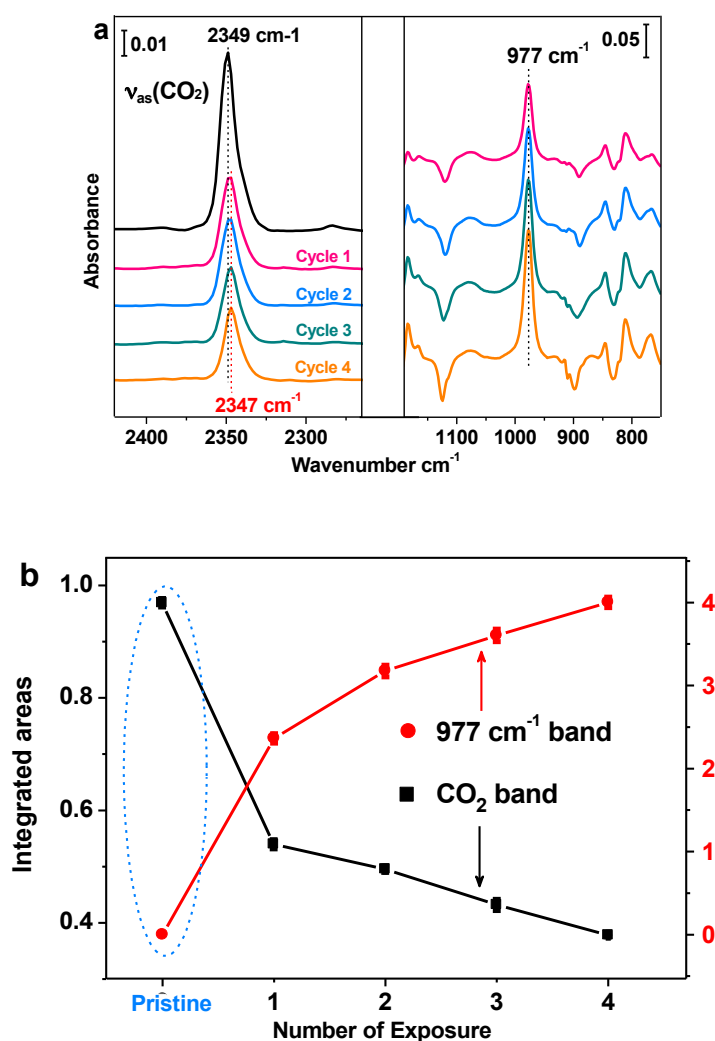 a
0.01
2349 cm-1
νas(CO2)
977 cm-1
0.05
Absorbance
Cycle 1
Cycle 2
Cycle 3
Cycle 4
2347 cm-1
2400 2350 2300 1100 1000 900 800
Wavenumber cm-1
b
1.0
0.8
0.6
0.4
Integrated areas
4
3
2
1
0
977 cm-1 band
CO2 band
Pristine 1 2 3 4
Number of Exposure